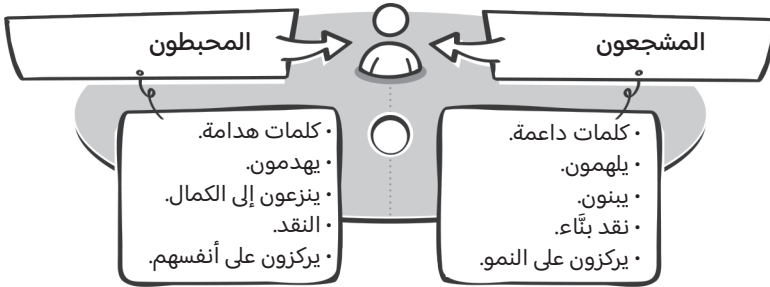 المشجعون
المحبطون
• كلمات داعمة.
• يلهمون.
• يبنون.
• نقد بنَّاء.
• يركزون على النمو.
• كلمات هدامة.
• يهدمون.
• ينزعون إلى الكمال.
• النقد.
• يركزون على أنفسهم.